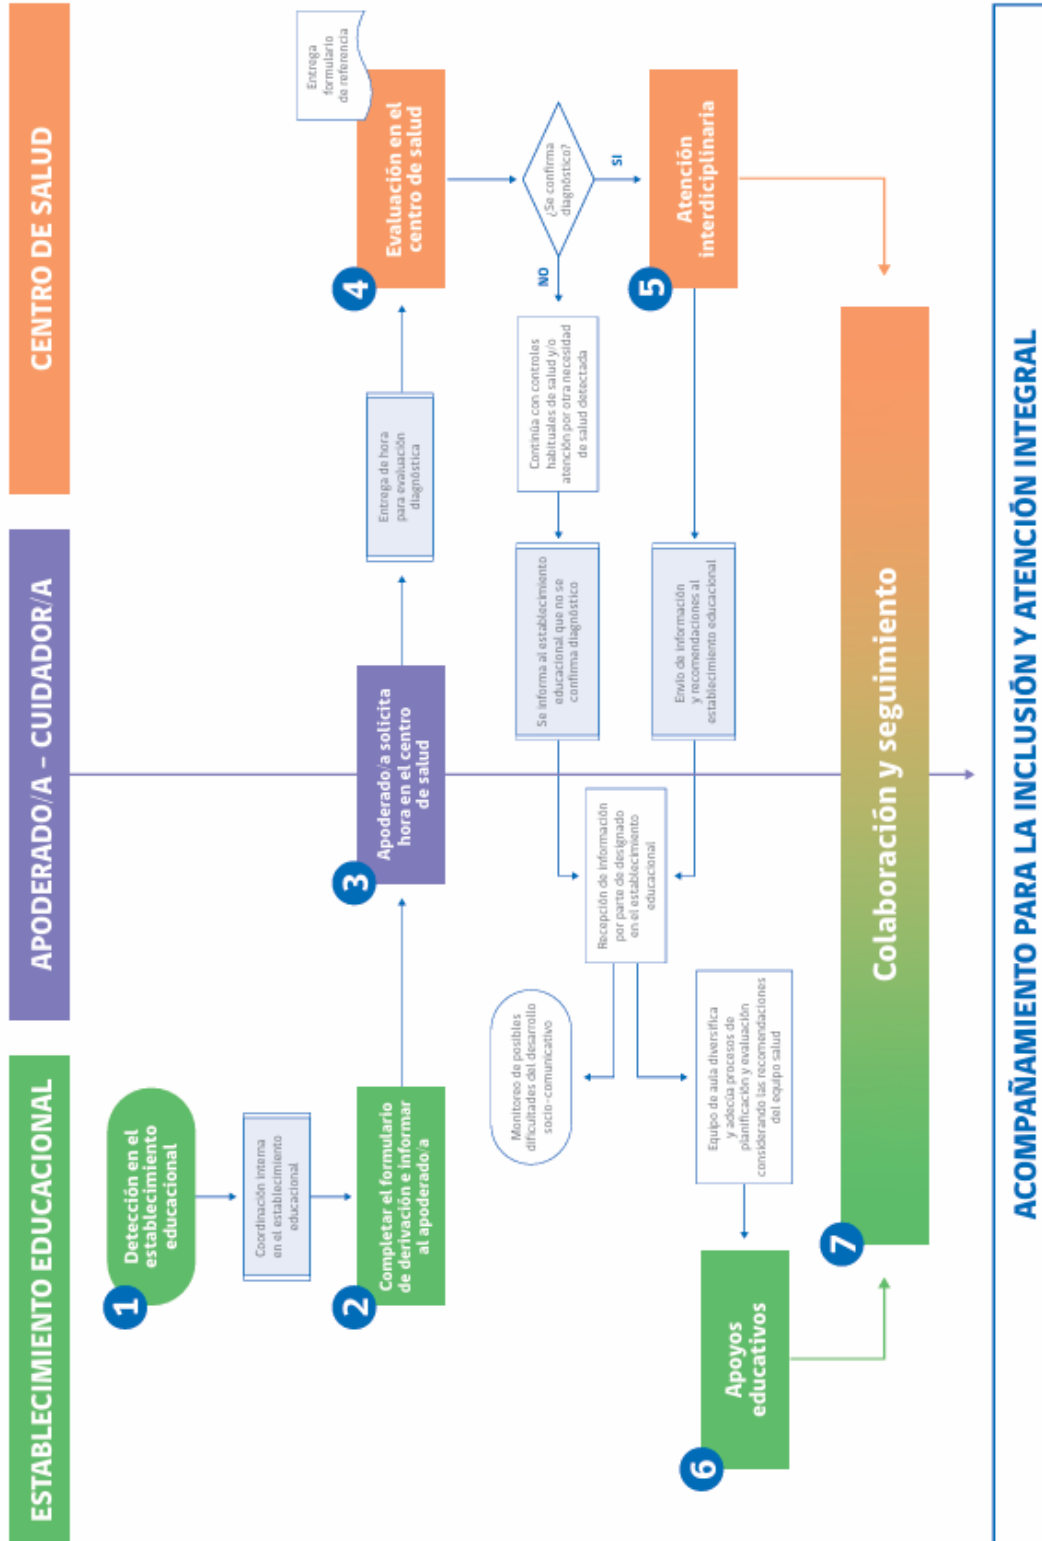 ESTABLECIMIENTO EDUCACIONAL
APODERADO/A – CUIDADOR/A
CENTRO DE SALUD
1
Detección en el
establecimiento
educacional
Coordinación interna
en el establecimiento
educacional
2
Completar el formulario
de derivación e informar
al apoderado/a
3
Apoderado/a solicita
hora en el centro
de salud
Entrega de hora
para evaluación
diagnóstica
4
Evaluación en el
centro de salud
Entrega
formulario
de referencia
¿Se confirma
diagnóstico?
NO
SI
Continúa con controles
habituales de salud y/o
atención por otra necesidad
de salud detectada
Se informa al establecimiento
educacional que no se
confirma diagnóstico
5
Atención
interdiciplinaria
Envío de información
y recomendaciones al
establecimiento educacional
Recepción de información
por parte de designado
en el establecimiento
educacional
Monitoreo de posibles
dificultades del desarrollo
socio-comunicativo
Equipo de aula diversifica
y adecúa procesos de
planificación y evaluación
considerando las recomendaciones
del equipo salud
6
Apoyos
educativos
7
Colaboración y seguimiento
ACOMPAÑAMIENTO PARA LA INCLUSIÓN Y ATENCIÓN INTEGRAL